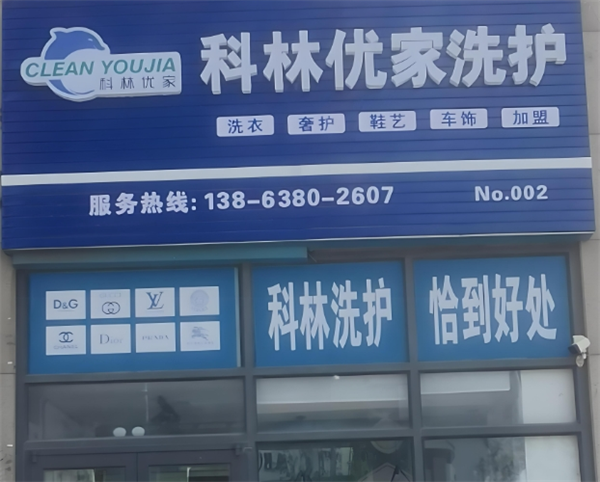 CLEAN YOUJIA
科林优家
科林优家洗护
洗衣 奢护 鞋艺 车饰 加盟
服务热线:138-6380-2607 No.002
D&G LV
科林洗护 恰到好处